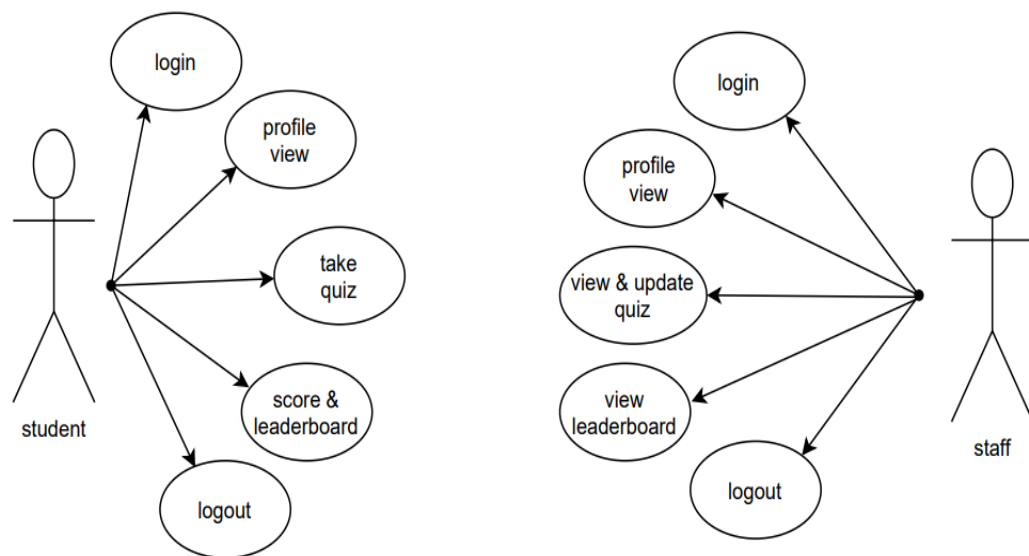 login
profile
view
take
quiz
score &
leaderboard
logout
student
login
profile
view
view & update
quiz
view
leaderboard
logout
staff